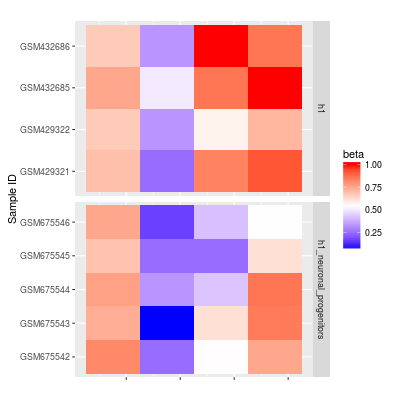 Sample ID
GSM432686
GSM432685
GSM429322
GSM429321
h1
GSM675546
GSM675545
GSM675544
GSM675543
GSM675542
h1_neuronal_progenitors
beta
1.00
0.75
0.50
0.25